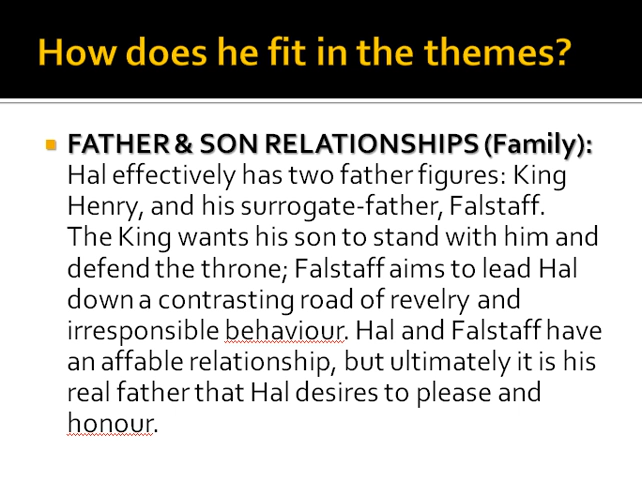 How does he fit in the themes?
FATHER & SON RELATIONSHIPS (Family):
Hal effectively has two father figures: King
Henry, and his surrogate-father, Falstaff.
The King wants his son to stand with him and
defend the throne; Falstaff aims to lead Hal
down a contrasting road of revelry and
irresponsible behaviour. Hal and Falstaff have
an affable relationship, but ultimately it is his
real father that Hal desires to please and
honour.